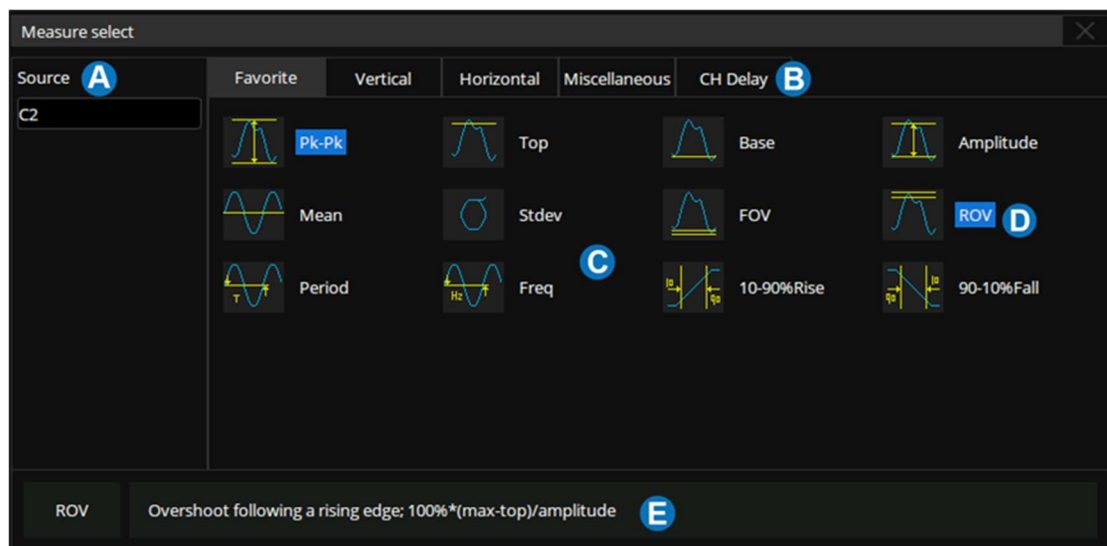 Measure select
Source A
Favorite Vertical Horizontal Miscellaneous CH Delay B
C2
Pk-Pk Top Base Amplitude
Mean Stdev FOV ROV D
C
T Period Hz Freq 10-90%Rise 90-10%Fall
ROV Overshoot following a rising edge; 100%*(max-top)/amplitude E